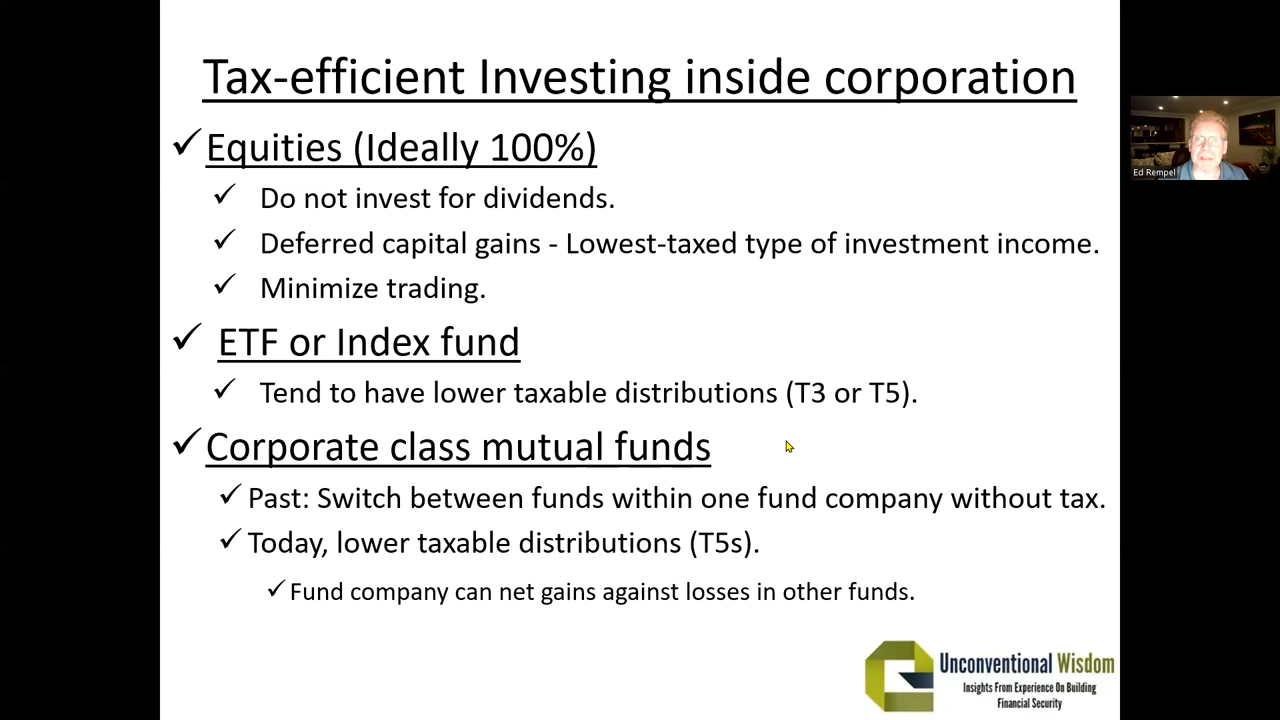 Tax-efficient Investing inside corporation
Equities (Ideally 100%)
Do not invest for dividends.
Deferred capital gains - Lowest-taxed type of investment income.
Minimize trading.
ETF or Index fund
Tend to have lower taxable distributions (T3 or T5).
Corporate class mutual funds
Past: Switch between funds within one fund company without tax.
Today, lower taxable distributions (T5s).
Fund company can net gains against losses in other funds.
Unconventional Wisdom
Insights From Experience On Building
Financial Security
Ed Rempel